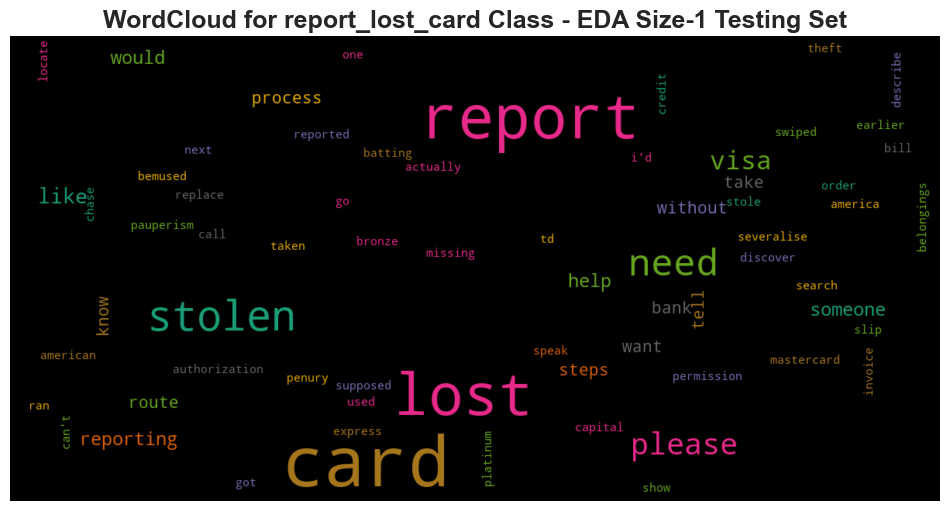 WordCloud for report_lost_card Class - EDA Size-1 Testing Set
locate
would
one
theft
describe
process
credit
report
reported
swiped
earlier
next
batting
actually
i'd
visa
bill
bemused
take
order
like
chase
replace
go
without
stole
america
belongings
pauperism
call
taken
bronze
missing
td
severalise
need
discover
help
search
know
stolen
bank
tell
someone
slip
american
authorization
speak
want
mastercard
invoice
penury
supposed
steps
permission
ran
route
used
lost
can't
reporting
express
capital
please
card
platinum
got
show